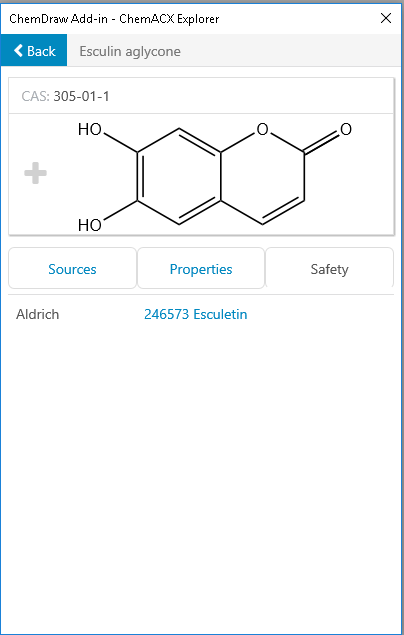 ChemDraw Add-in - ChemACX Explorer
Back Esculin aglycone
CAS: 305-01-1
HO O O
HO
Sources Properties Safety
Aldrich 246573 Esculetin